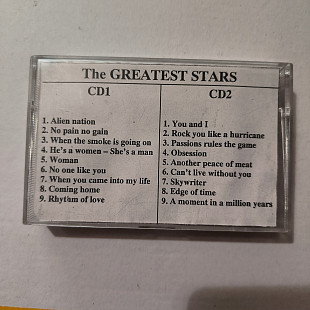 The GREATEST STARS
CD1
1. Alien nation
2. No pain no gain
3. When the smoke is going on
4. He's a women – She's a man
5. Woman
6. No one like you
7. When you came into my life
8. Coming home
9. Rhytm of love
CD2
1. You and I
2. Rock you like a hurricane
3. Passions rules the game
4. Obsession
5. Another peace of meat
6. Can't live without you
7. Skywriter
8. Edge of time
9. A moment in a million years